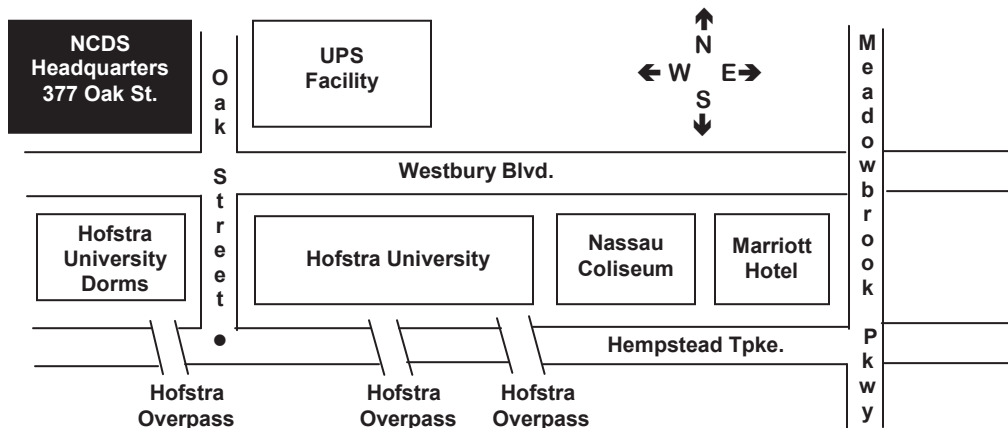 NCDS
Headquarters
377 Oak St.
Oak Street
UPS
Facility
N
W E
S
Meadowbrook Pkwy
Westbury Blvd.
Hofstra
University
Dorms
Hofstra University
Nassau
Coliseum
Marriott
Hotel
Hempstead Tpke.
Hofstra
Overpass
Hofstra
Overpass
Hofstra
Overpass